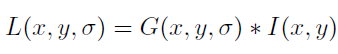 L(x, y, σ) = G(x, y, σ) ∗ I(x, y)